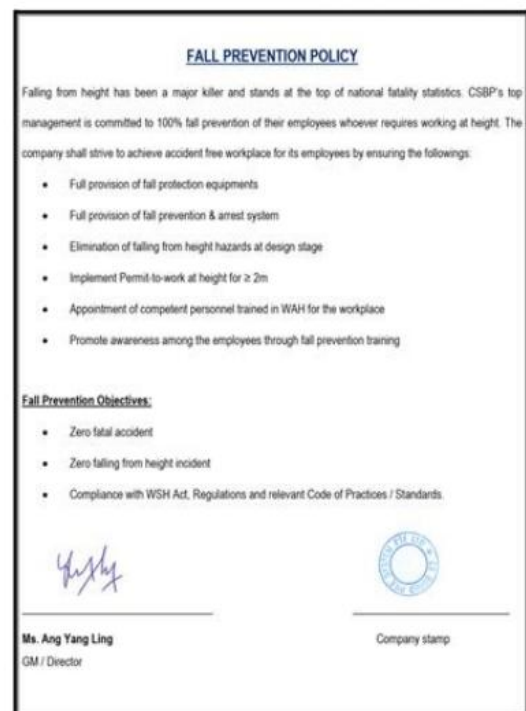 FALL PREVENTION POLICY
Falling from height has been a major killer and stands at the top of national fatality statistics. CSBP's top
management is committed to 100% fall prevention of their employees whoever requires working at height. The
company shall strive to achieve accident free workplace for its employees by ensuring the followings:
• Full provision of fall protection equipments
• Full provision of fall prevention & arrest system
• Elimination of falling from height hazards at design stage
• Implement Permit-to-work at height for ≥ 2m
• Appointment of competent personnel trained in WAH for the workplace
• Promote awareness among the employees through fall prevention training
Fall Prevention Objectives:
• Zero fatal accident
• Zero falling from height incident
• Compliance with WSH Act, Regulations and relevant Code of Practices / Standards.
Ms. Ang Yang Ling
GM / Director
Company stamp